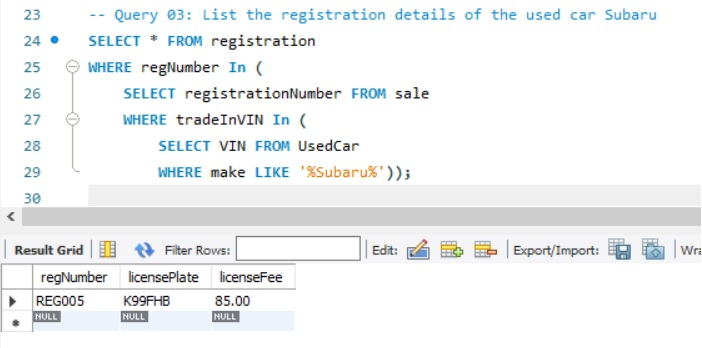 23 -- Query 03: List the registration details of the used car Subaru
24 SELECT * FROM registration
25 WHERE regNumber In (
26 SELECT registrationNumber FROM sale
27 WHERE tradeInVIN In (
28 SELECT VIN FROM UsedCar
29 WHERE make LIKE '%Subaru%'));
30
Result Grid Filter Rows: Edit: Export/Import: Wra
regNumber licensePlate licenseFee
REG005 K99FHB 85.00
NULL NULL NULL